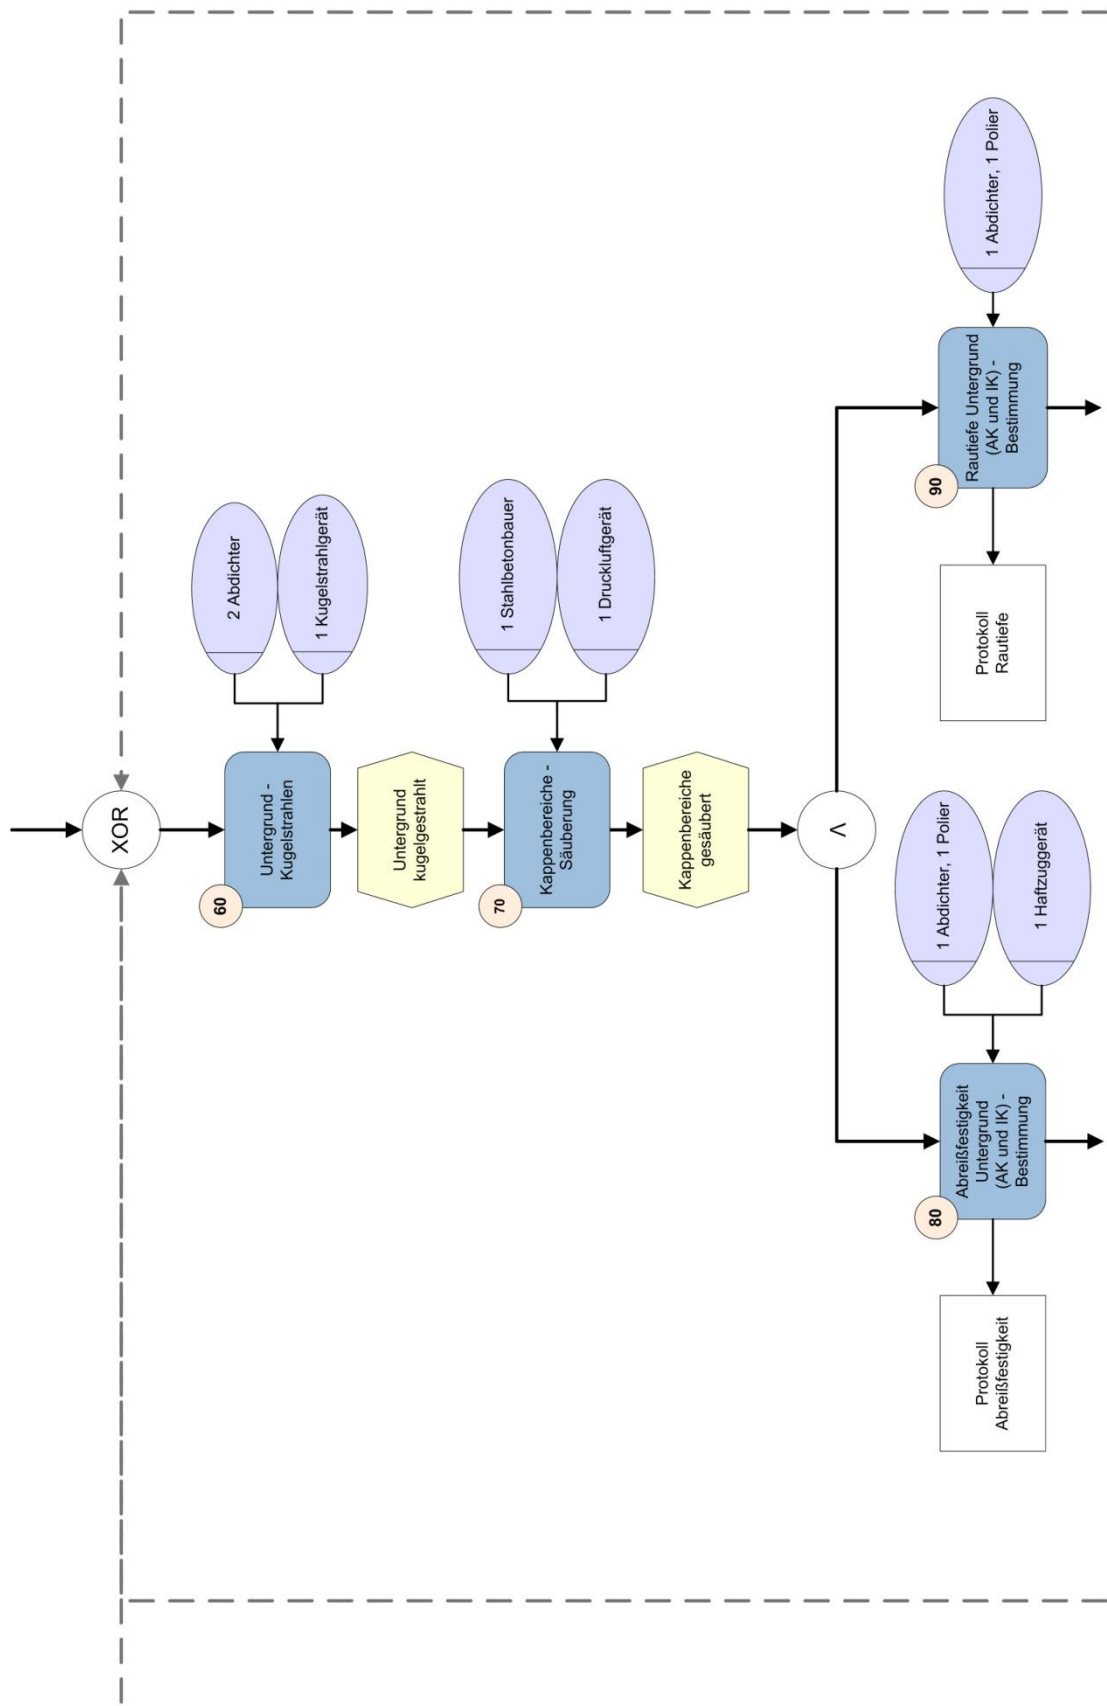 XOR
60
Untergrund -
Kugelstrahlen
2 Abdichter
1 Kugelstrahlgerät
Untergrund
kugelgestrahlt
70
Kappenbereiche -
Säuberung
1 Stahlbetonbauer
1 Druckluftgerät
Kappenbereiche
gesäubert
Λ
80
Abreißfestigkeit
Untergrund
(AK und IK) -
Bestimmung
1 Abdichter, 1 Polier
1 Haftzuggerät
Protokoll
Abreißfestigkeit
90
Rautiefe Untergrund
(AK und IK) -
Bestimmung
1 Abdichter, 1 Polier
Protokoll
Rautiefe